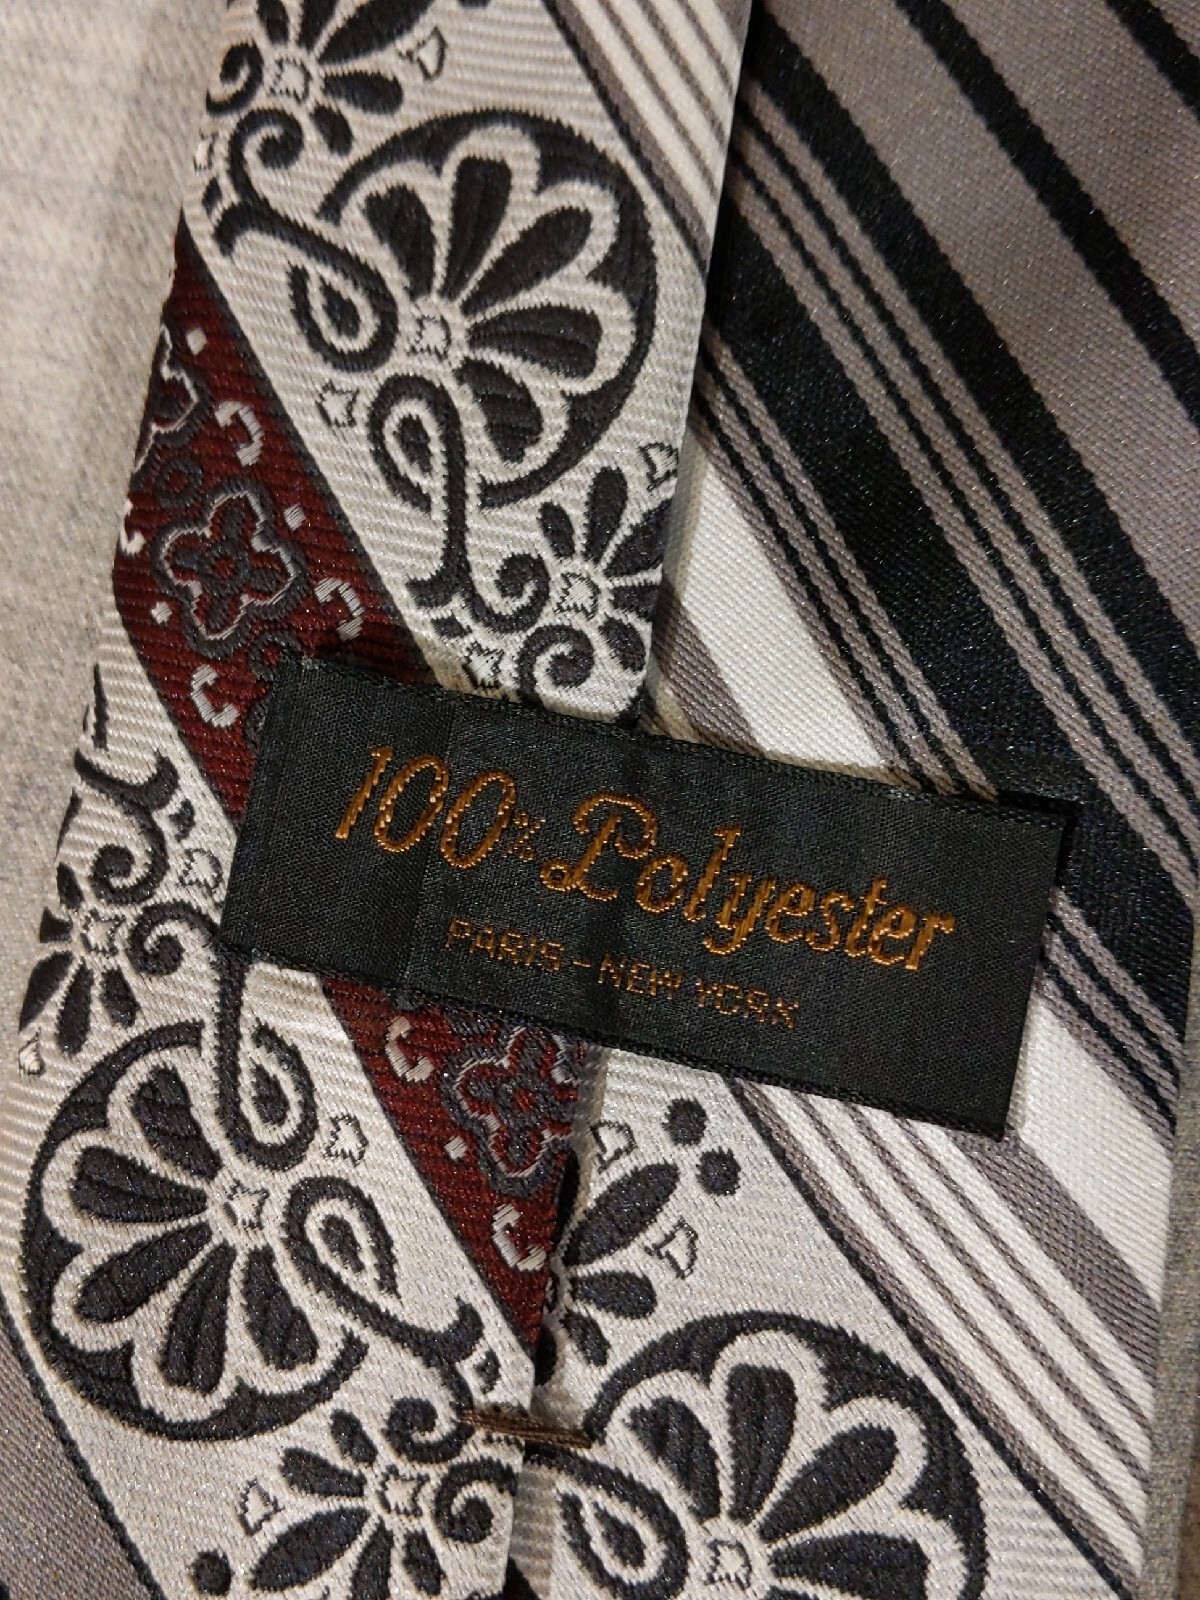 100% Polyester
PARIS - NEW YORK